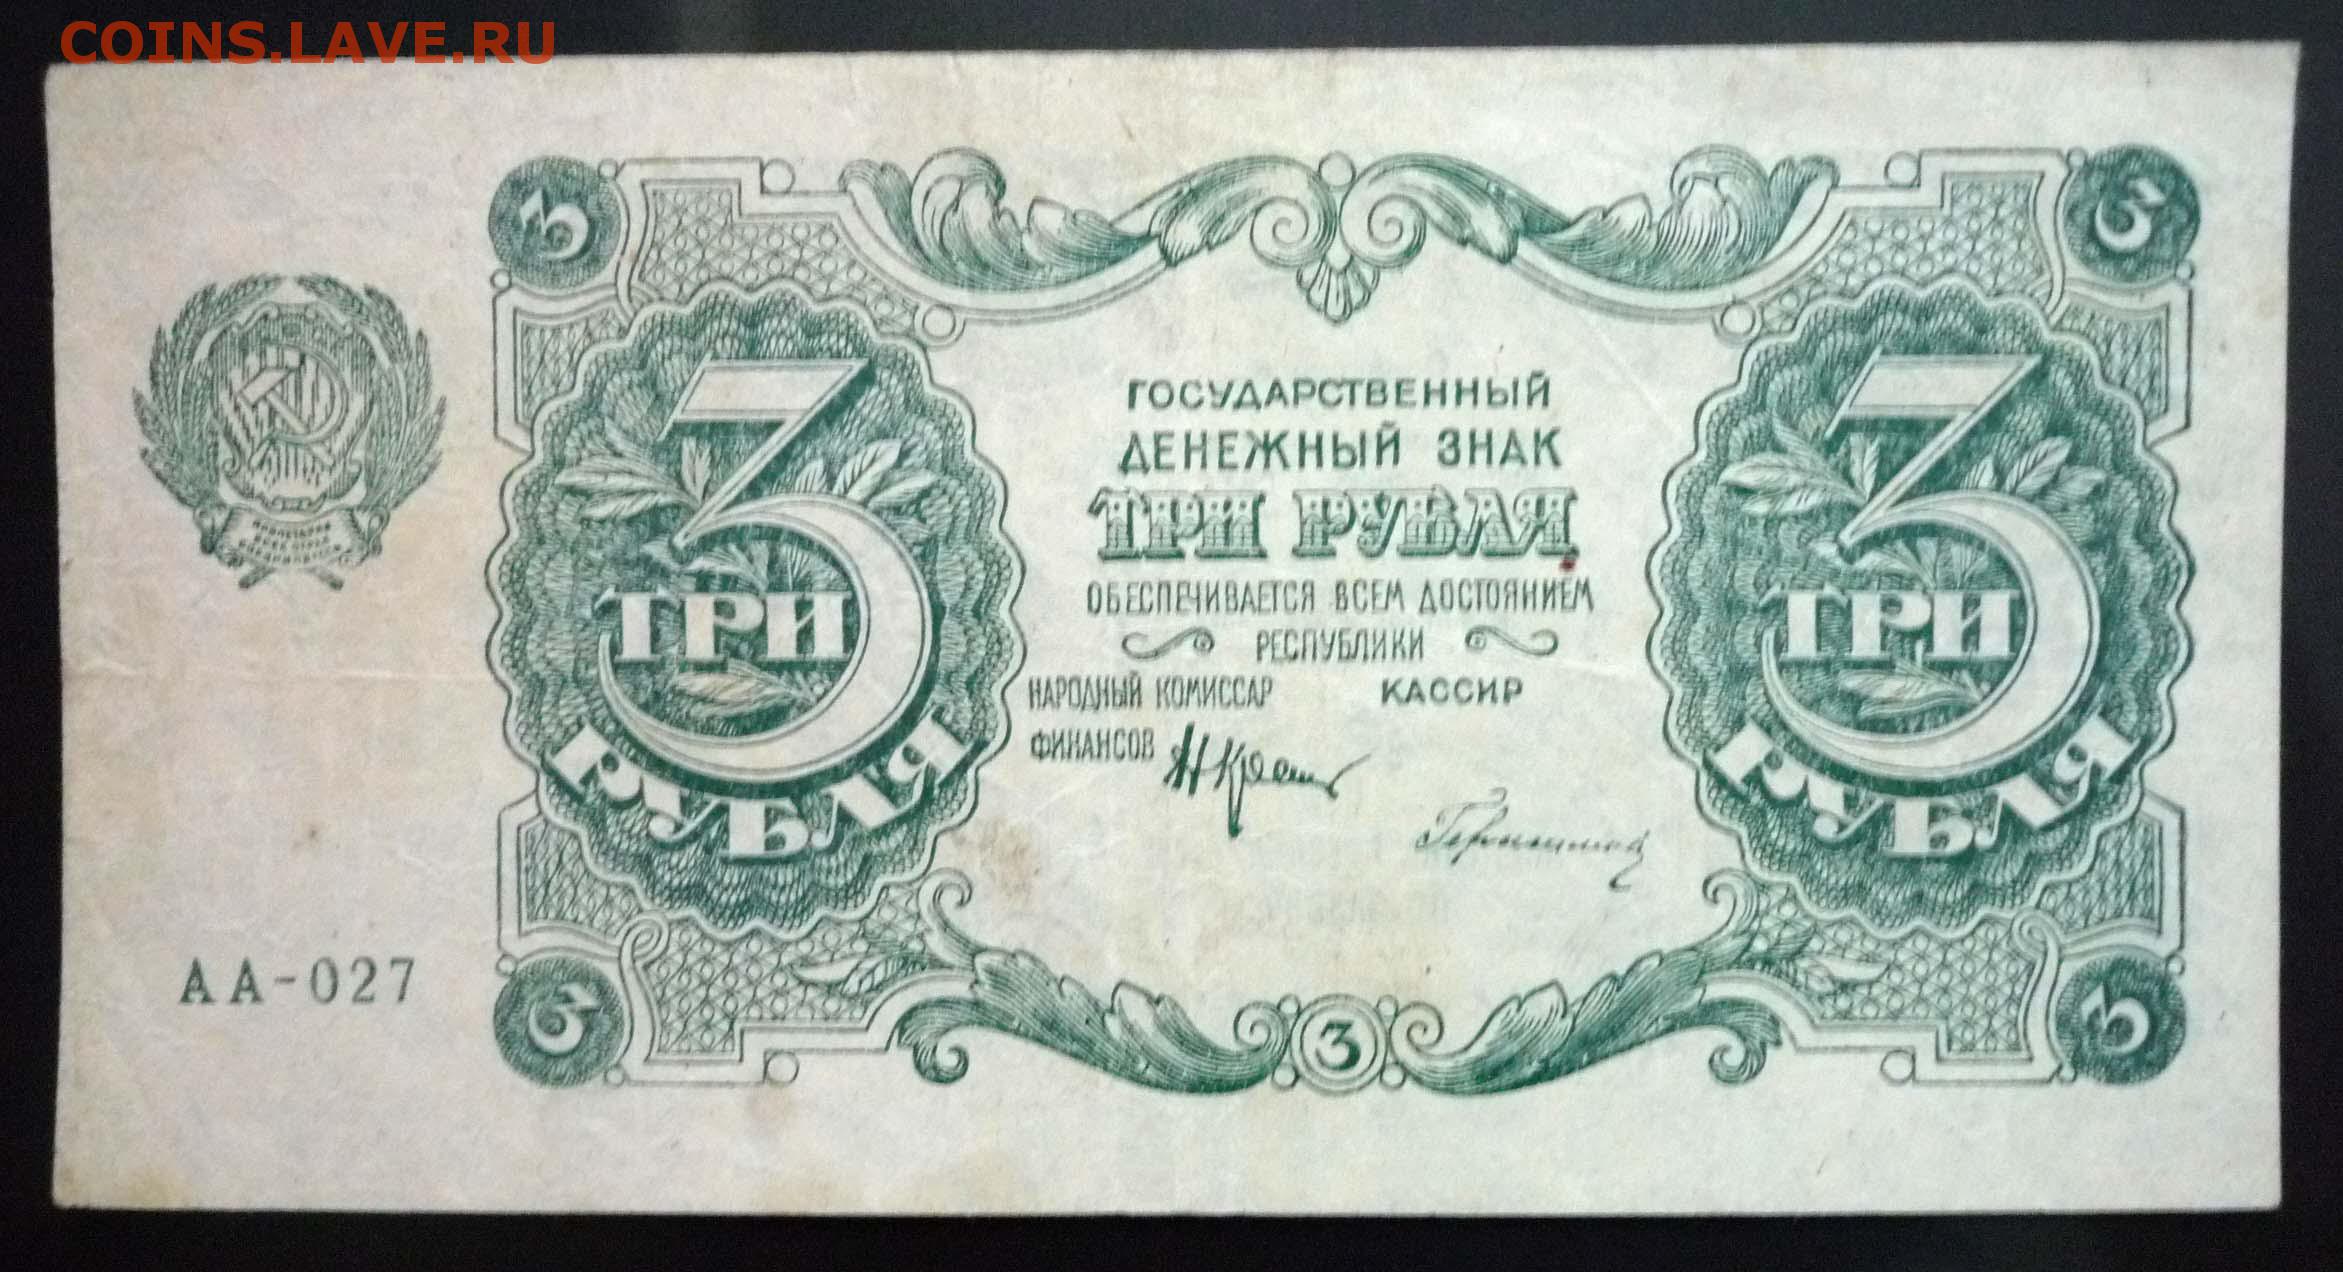 COINS.LAVE.RU
3
3
ГОСУДАРСТВЕННЫЙ
ДЕНЕЖНЫЙ ЗНАК
ТРИ РУБЛЯ
ОБЕСПЕЧИВАЕТСЯ ВСЕМ ДОСТОЯНИЕМ
РЕСПУБЛИКИ
3
ТРИ
РУБЛЯ
3
ТРИ
РУБЛЯ
НАРОДНЫЙ КОМИССАР
ФИНАНСОВ
КАССИР
АА-027
3
3
3